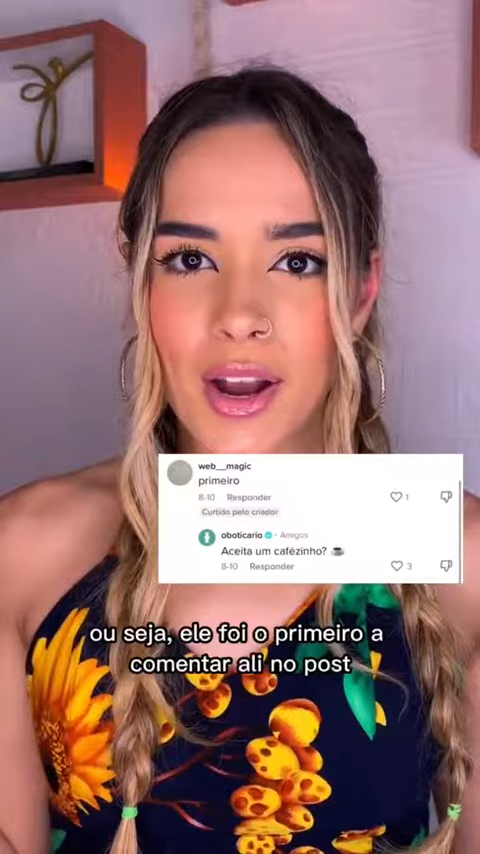 web__magic
primeiro
8-10 Responder
1
Curtido pelo criador
oboticario · Amigos
Aceita um cafézinho?
8-10 Responder
3
ou seja, ele foi o primeiro a
comentar ali no post